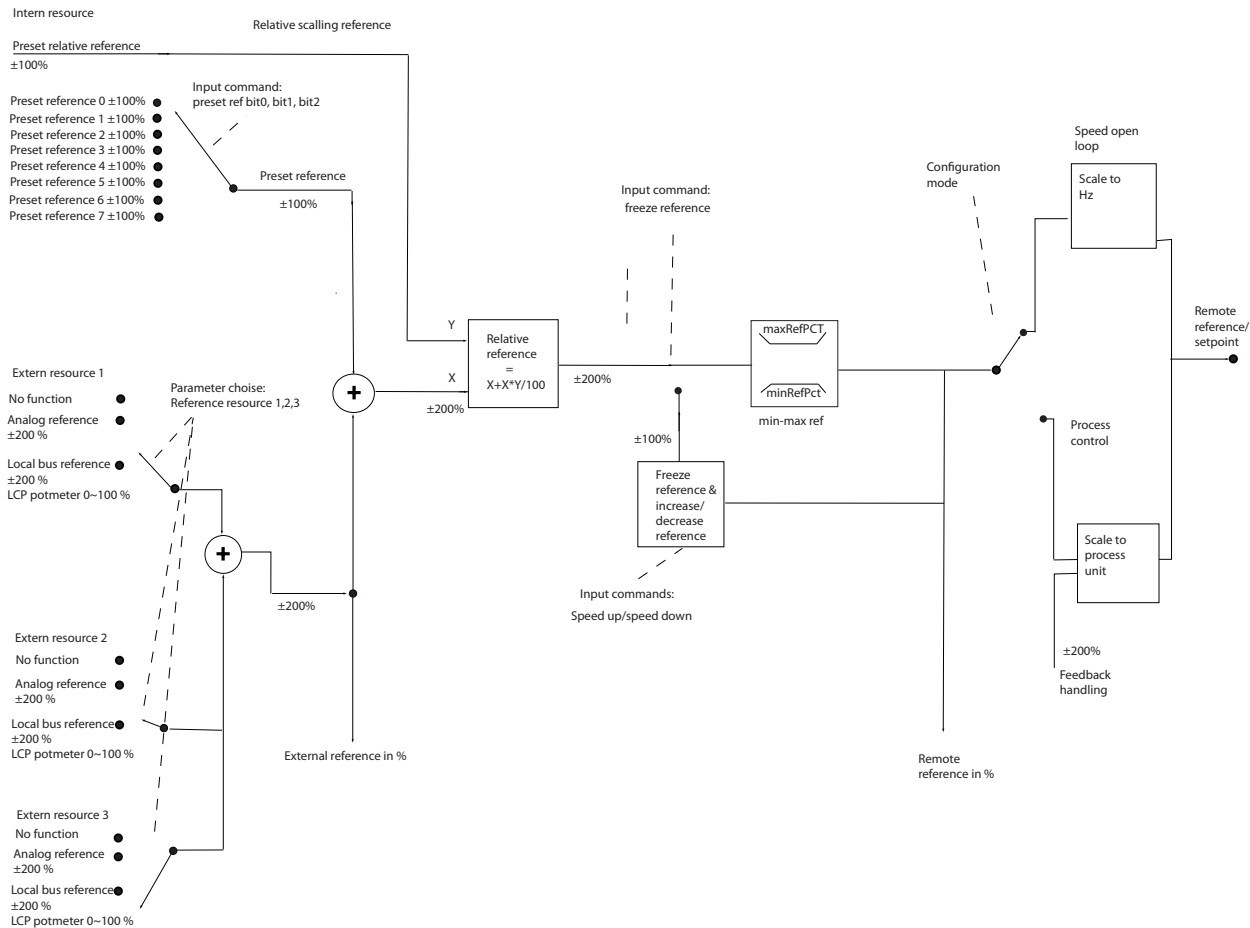 Intern resource
Relative scalling reference
Preset relative reference
±100%
Input command:
preset ref bit0, bit1, bit2
Preset reference 0 ±100%
Preset reference 1 ±100%
Preset reference 2 ±100%
Preset reference 3 ±100%
Preset reference 4 ±100%
Preset reference 5 ±100%
Preset reference 6 ±100%
Preset reference 7 ±100%
Preset reference
±100%
Input command:
freeze reference
Configuration
mode
Speed open
loop
Scale to
Hz
Y
X
±200%
Relative
reference
=
X+X*Y/100
±200%
maxRefPCT
minRefPct
min-max ref
Remote
reference/
setpoint
Extern resource 1
No function
Analog reference
±200 %
Local bus reference
±200 %
LCP potmeter 0~100 %
Parameter choise:
Reference resource 1,2,3
+
+
±200%
±100%
Freeze
reference &
increase/
decrease
reference
Input commands:
Speed up/speed down
Process
control
Scale to
process
unit
±200%
Feedback
handling
Extern resource 2
No function
Analog reference
±200 %
Local bus reference
±200 %
LCP potmeter 0~100 %
External reference in %
Remote
reference in %
Extern resource 3
No function
Analog reference
±200 %
Local bus reference
±200 %
LCP potmeter 0~100 %